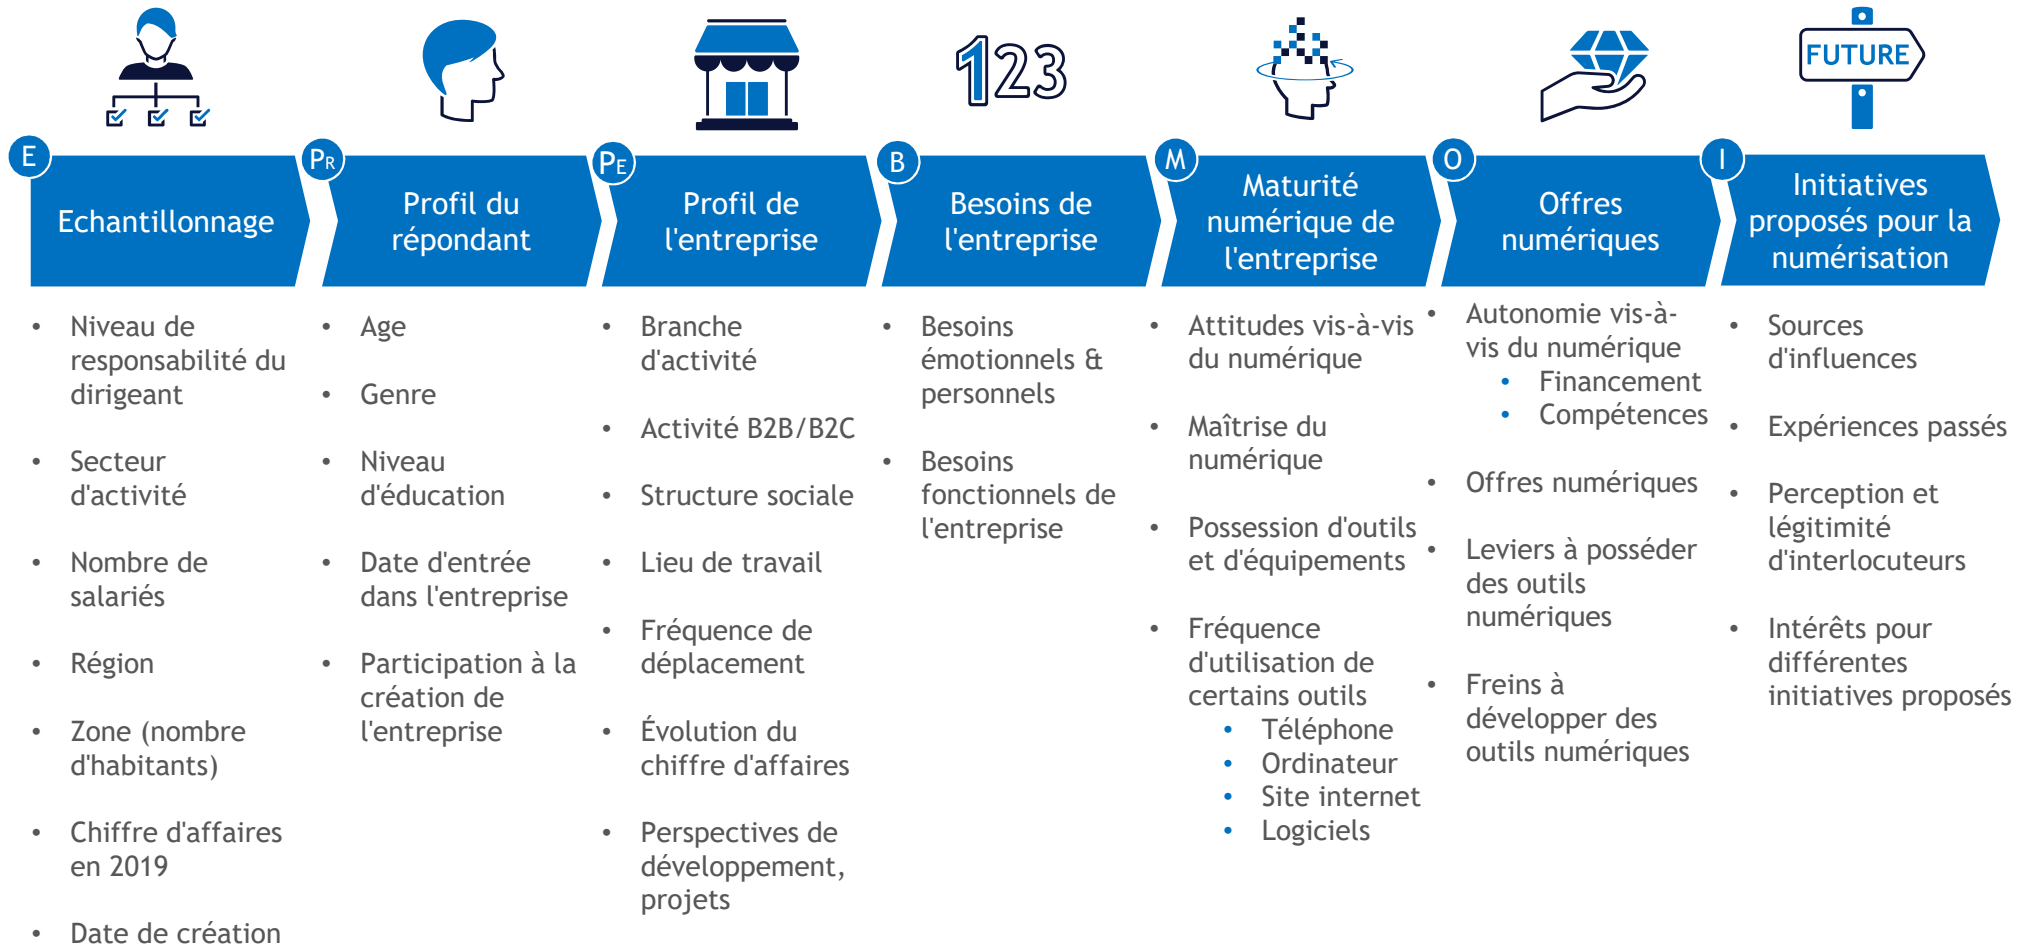 123
FUTURE
E
Echantillonnage
• Niveau de
responsabilité du
dirigeant
• Secteur
d'activité
• Nombre de
salariés
• Région
• Zone (nombre
d'habitants)
• Chiffre d'affaires
en 2019
• Date de création
PR
Profil du
répondant
• Age
• Genre
• Niveau
d'éducation
• Date d'entrée
dans l'entreprise
• Participation à la
création de
l'entreprise
PE
Profil de
l'entreprise
• Branche
d'activité
• Activité B2B/B2C
• Structure sociale
• Lieu de travail
• Fréquence de
déplacement
• Évolution du
chiffre d'affaires
• Perspectives de
développement,
projets
B
Besoins de
l'entreprise
• Besoins
émotionnels &
personnels
• Besoins
fonctionnels de
l'entreprise
M
Maturité
numérique de
l'entreprise
• Attitudes vis-à-vis
du numérique
• Maîtrise du
numérique
• Possession d'outils
et d'équipements
• Fréquence
d'utilisation de
certains outils
• Téléphone
• Ordinateur
• Site internet
• Logiciels
O
Offres
numériques
• Autonomie vis-à-
vis du numérique
• Financement
• Compétences
• Offres numériques
• Leviers à posséder
des outils
numériques
• Freins à
développer des
outils numériques
I
Initiatives
proposés pour la
numérisation
• Sources
d'influences
• Expériences passés
• Perception et
légitimité
d'interlocuteurs
• Intérêts pour
différentes
initiatives proposés